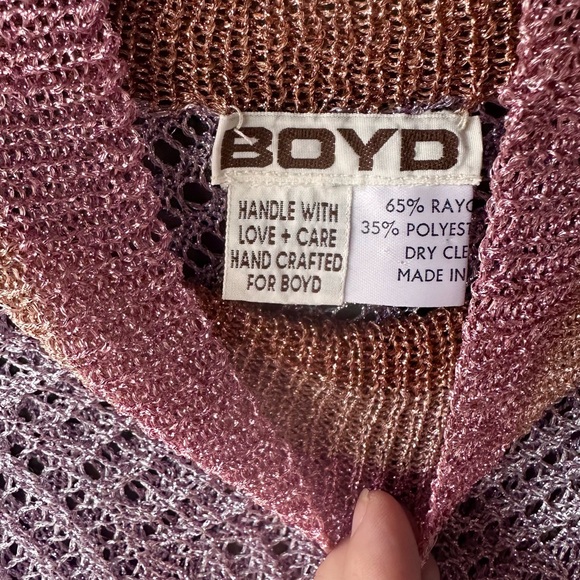 BOYD
HANDLE WITH
LOVE + CARE
HAND CRAFTED
FOR BOYD
65% RAYO
35% POLYEST
DRY CLE
MADE IN